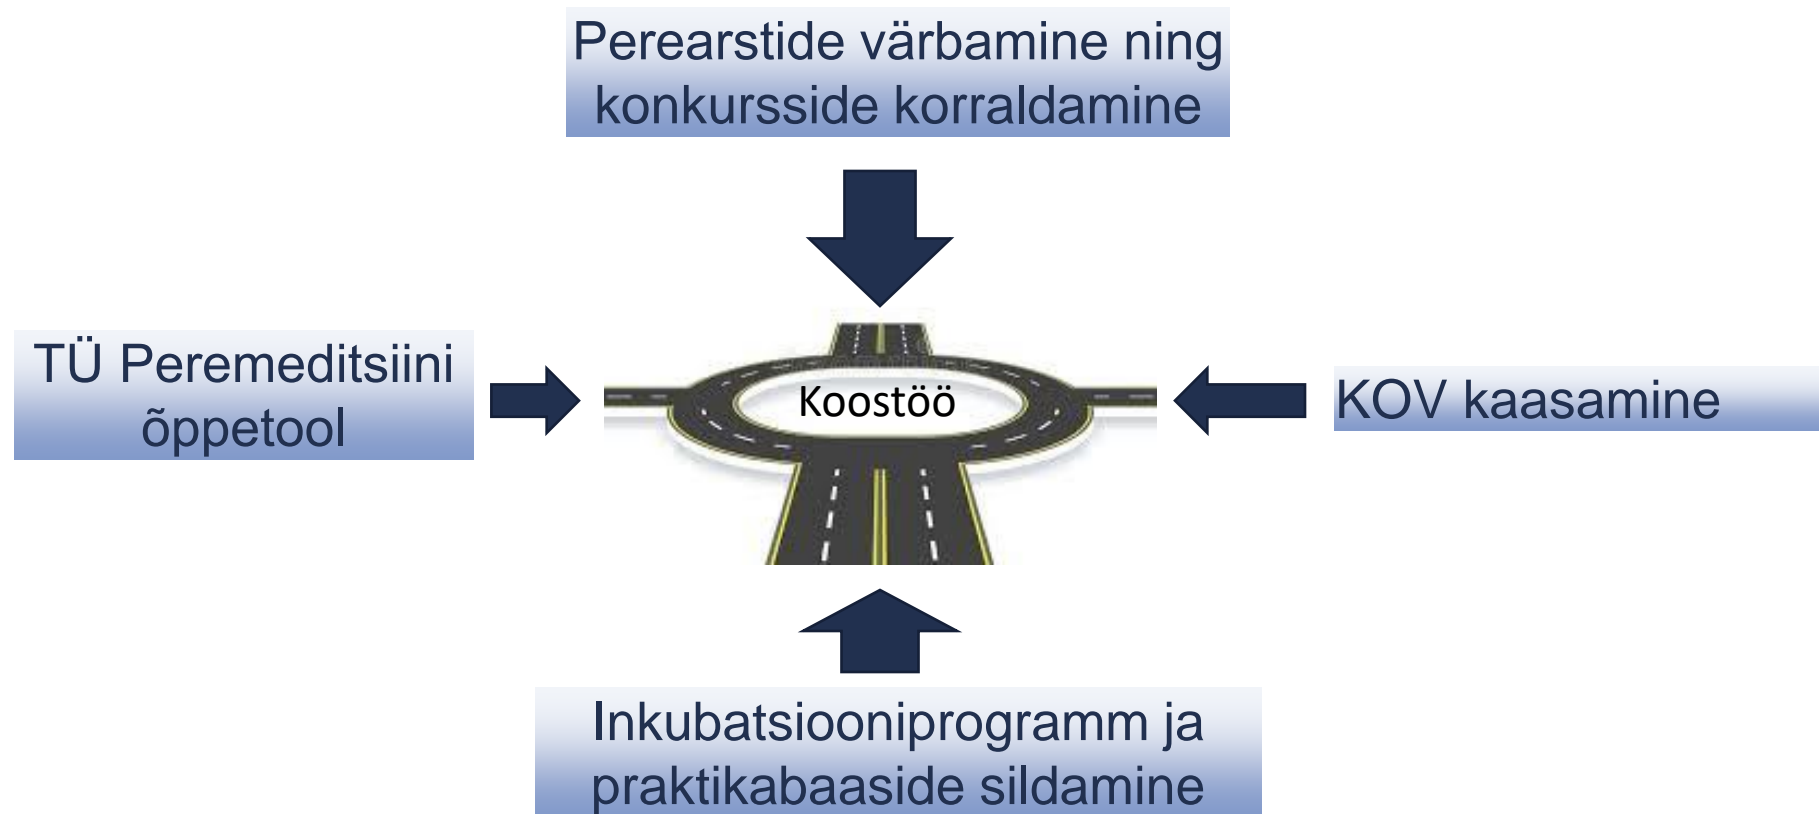 Perearstide värbamine ning
konkursside korraldamine
TÜ Peremeditsiini
õppetool
Koostöö
KOV kaasamine
Inkubatsiooniprogramm ja
praktikabaaside sildamine